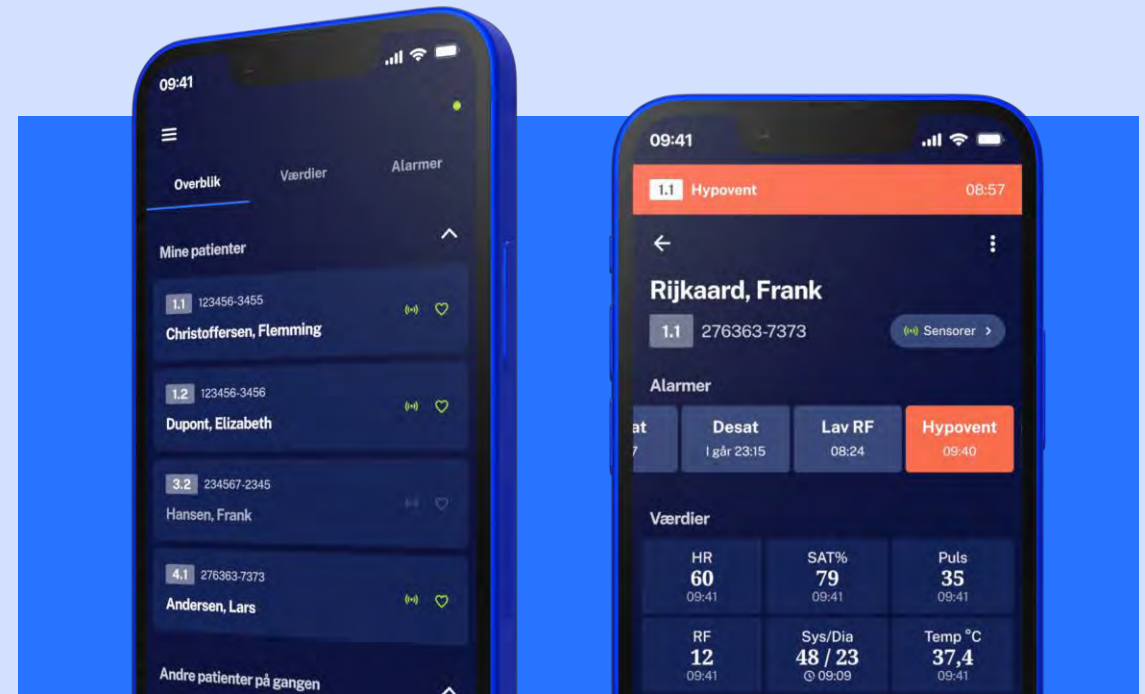 09:41
Overblik
Værdier
Alarmer
Mine patienter
1.1 123456-3455
Christoffersen, Flemming
1.2 123456-3456
Dupont, Elizabeth
3.2 234567-2345
Hansen, Frank
4.1 276363-7373
Andersen, Lars
Andre patienter på gangen
09:41
1.1 Hypovent 08:57
Rijkaard, Frank
1.1 276363-7373 Sensorer
Alarmer
at Desat Lav RF Hypovent
7 I går 23:15 08:24 09:40
Værdier
HR SAT% Puls
60 79 35
09:41 09:41 09:41
RF Sys/Dia Temp °C
12 48 / 23 37,4
09:41 09:09 09:41